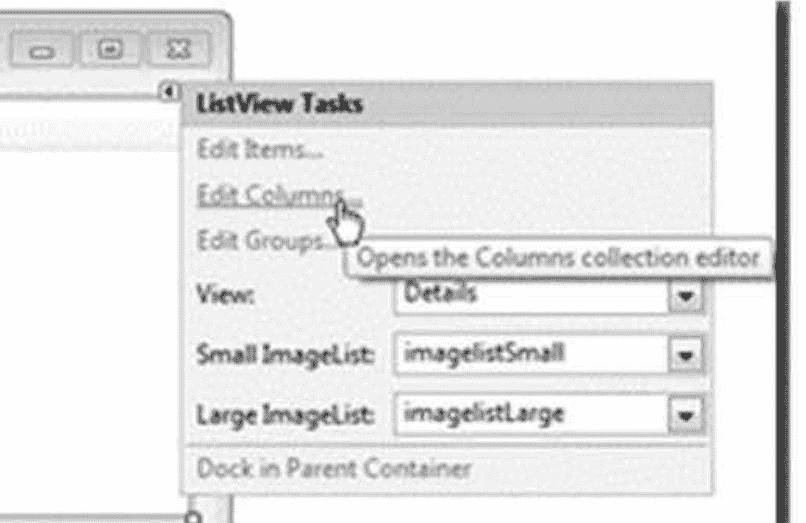 ListView Tasks
Edit Items...
Edit Columns...
Edit Groups...
Opens the Columns collection editor
View: Details
Small ImageList: imagelistSmall
Large ImageList: imagelistLarge
Dock in Parent Container